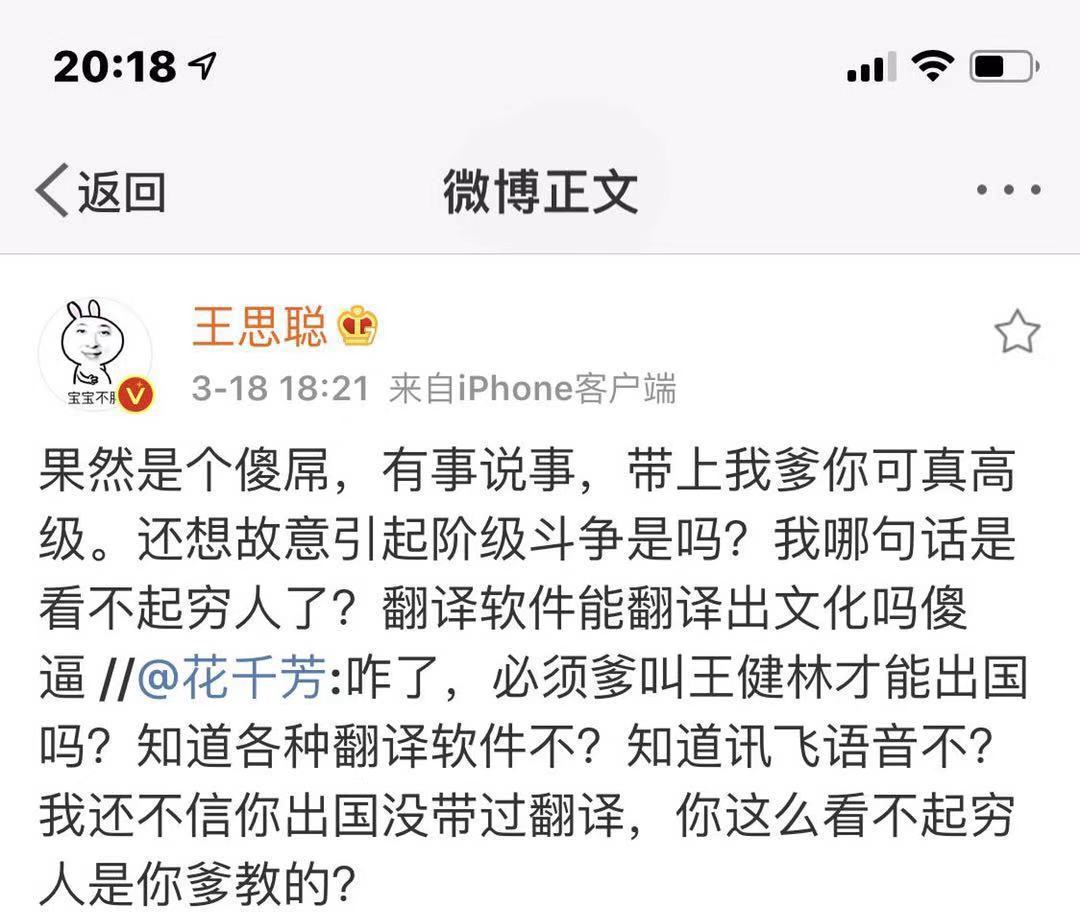 20:18
返回
微博正文
王思聪
宝宝不
3-18 18:21 来自iPhone客户端
果然是个傻屌，有事说事，带上我爹你可真高
级。还想故意引起阶级斗争是吗？我哪句话是
看不起穷人了？翻译软件能翻译出文化吗傻
逼 //@花千芳:咋了，必须爹叫王健林才能出国
吗？知道各种翻译软件不？知道讯飞语音不？
我还不信你出国没带过翻译，你这么看不起穷
人是你爹教的？